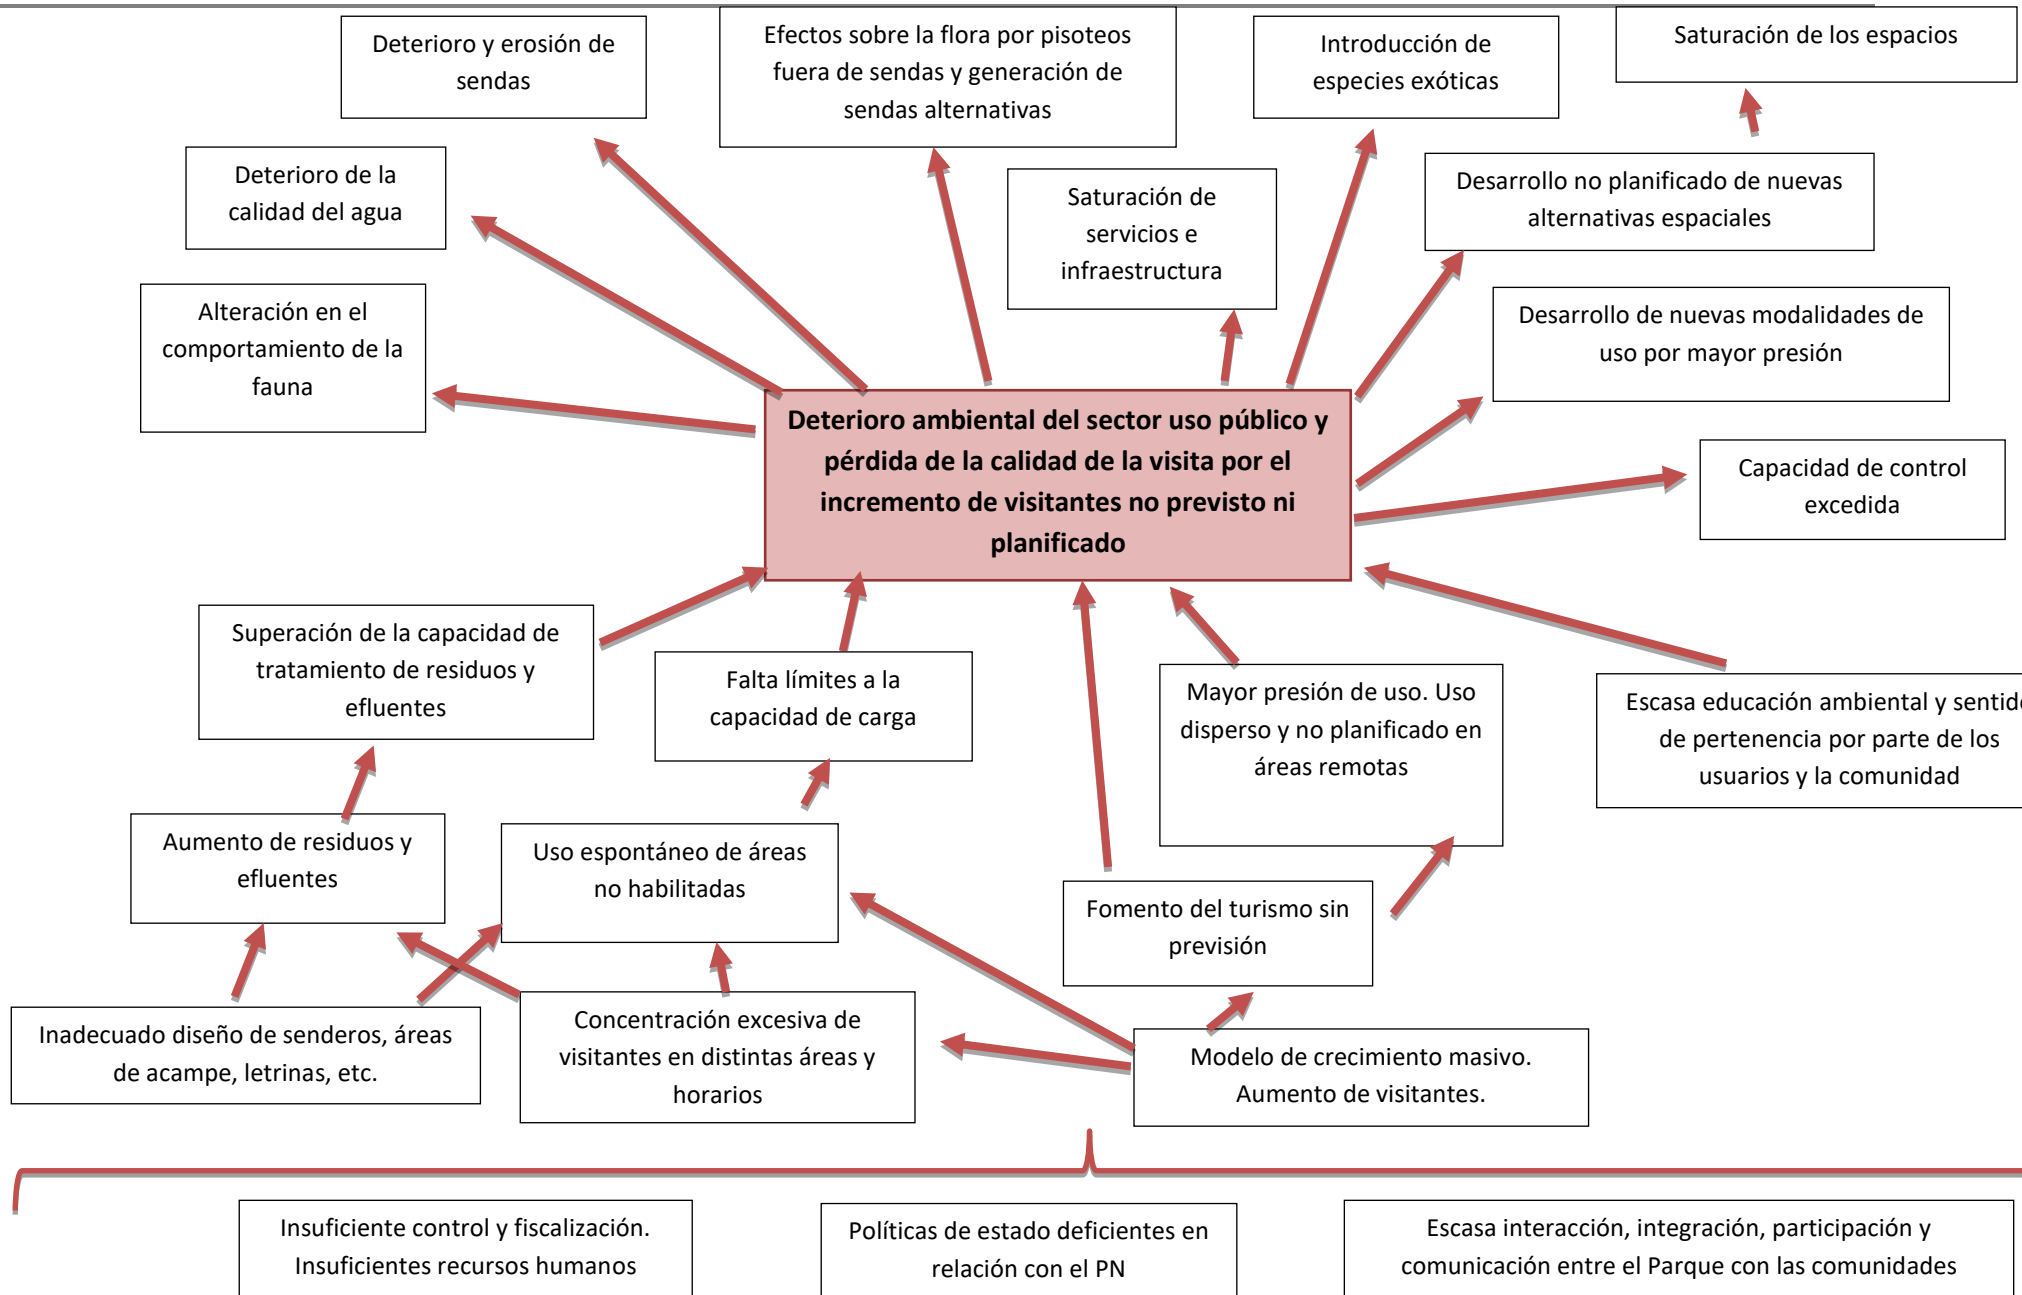 Deterioro y erosión de
sendas
Efectos sobre la flora por pisoteos
fuera de sendas y generación de
sendas alternativas
Introducción de
especies exóticas
Saturación de los espacios
Deterioro de la
calidad del agua
Saturación de
servicios e
infraestructura
Desarrollo no planificado de nuevas
alternativas espaciales
Alteración en el
comportamiento de la
fauna
Desarrollo de nuevas modalidades de
uso por mayor presión
Deterioro ambiental del sector uso público y
pérdida de la calidad de la visita por el
incremento de visitantes no previsto ni
planificado
Capacidad de control
excedida
Superación de la capacidad de
tratamiento de residuos y
efluentes
Falta límites a la
capacidad de carga
Mayor presión de uso. Uso
disperso y no planificado en
áreas remotas
Escasa educación ambiental y sentid
de pertenencia por parte de los
usuarios y la comunidad
Aumento de residuos y
efluentes
Uso espontáneo de áreas
no habilitadas
Fomento del turismo sin
previsión
Inadecuado diseño de senderos, áreas
de acampe, letrinas, etc.
Concentración excesiva de
visitantes en distintas áreas y
horarios
Modelo de crecimiento masivo.
Aumento de visitantes.
Insuficiente control y fiscalización.
Insuficientes recursos humanos
Políticas de estado deficientes en
relación con el PN
Escasa interacción, integración, participación y
comunicación entre el Parque con las comunidades